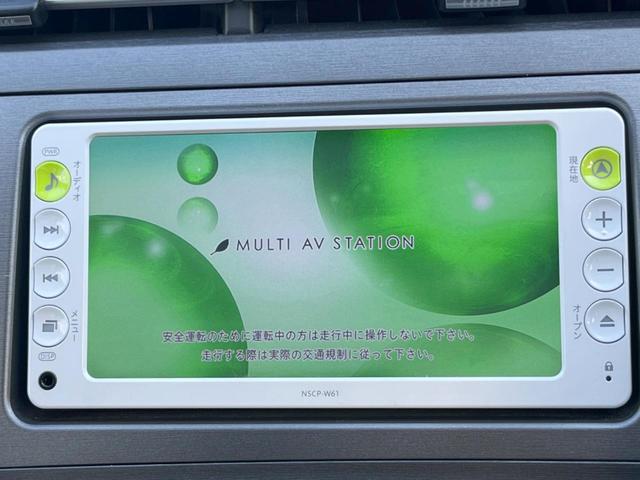 PWR
オーディオ
メニュー
DISP
MULTI AV STATION
安全運転のために運転中の方は走行中に操作しないで下さい。
走行する際は実際の交通規制に従って下さい。
現在地
オープン
NSCP-W61